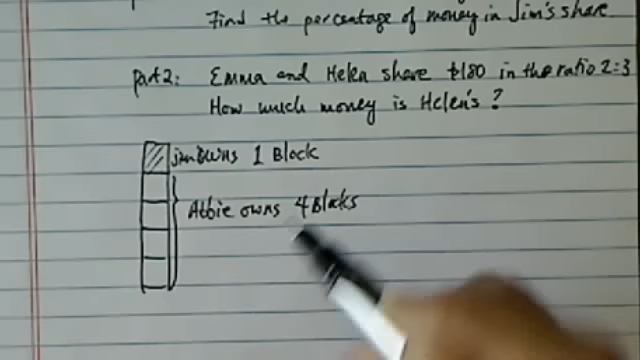 Find the percentage of money in Jim's share
part 2: Emma and Helen share £180 in the ratio 2:3
How much money is Helen's?
Jim owns 1 Block
Abbie owns 4 Blocks